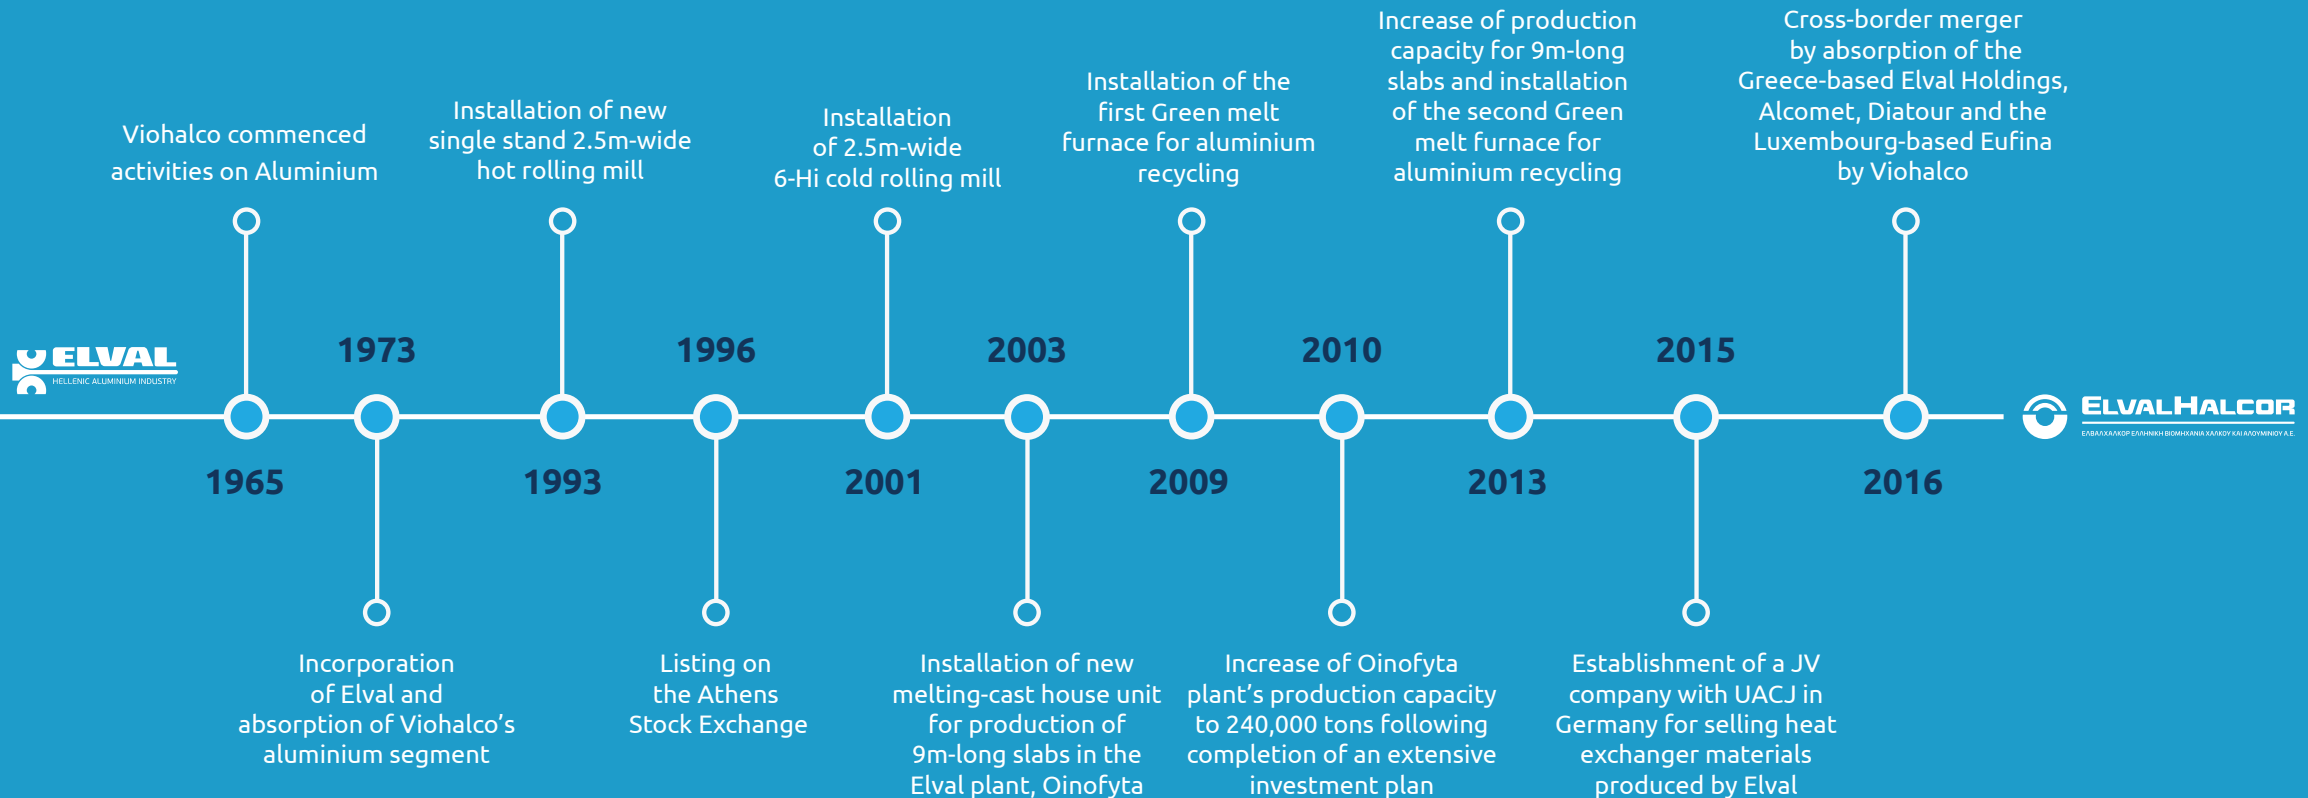 ELVAL
HELLENIC ALUMINIUM INDUSTRY
1965
Viohalco commenced
activities on Aluminium
1973
Incorporation
of Elval and
absorption of Viohalco’s
aluminium segment
1993
Installation of new
single stand 2.5m-wide
hot rolling mill
1996
Listing on
the Athens
Stock Exchange
2001
Installation
of 2.5m-wide
6-Hi cold rolling mill
2003
Installation of new
melting-cast house unit
for production of
9m-long slabs in the
Elval plant, Oinofyta
2009
Installation of the
first Green melt
furnace for aluminium
recycling
2010
Increase of Oinofyta
plant’s production capacity
to 240,000 tons following
completion of an extensive
investment plan
2013
Increase of production
capacity for 9m-long
slabs and installation
of the second Green
melt furnace for
aluminium recycling
2015
Establishment of a JV
company with UACJ in
Germany for selling heat
exchanger materials
produced by Elval
2016
Cross-border merger
by absorption of the
Greece-based Elval Holdings,
Alcomet, Diatour and the
Luxembourg-based Eufina
by Viohalco
ELVALHALCOR
ΕΛΒΑΛΧΑΛΚΟΡ ΕΛΛΗΝΙΚΗ ΒΙΟΜΗΧΑΝΙΑ ΧΑΛΚΟΥ ΚΑΙ ΑΛΟΥΜΙΝΙΟΥ Α.Ε.